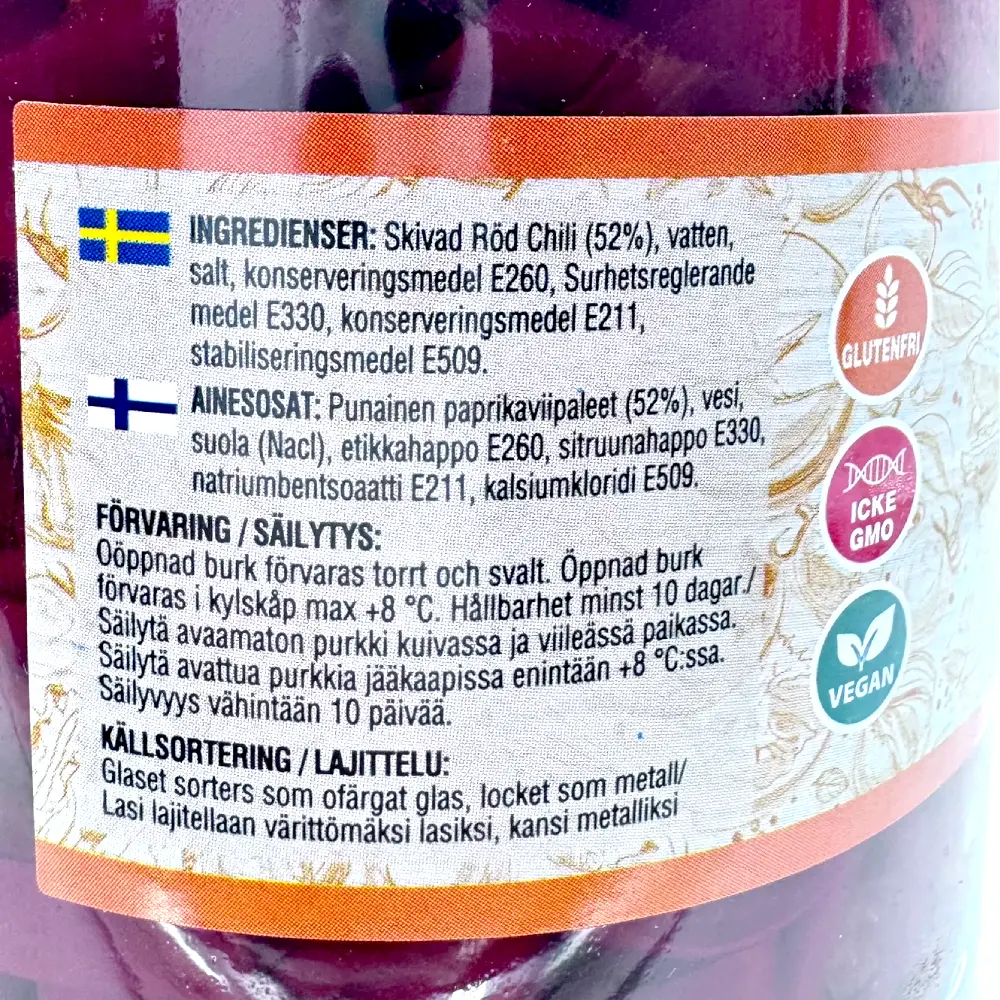 INGREDIENSER: Skivad Röd Chili (52%), vatten,
salt, konserveringsmedel E260, Surhetsreglerande
medel E330, konserveringsmedel E211,
stabiliseringsmedel E509.
AINESOSAT: Punainen paprikaviipaleet (52%), vesi,
suola (Nacl), etikkahappo E260, sitruunahappo E330,
natriumbentsoaatti E211, kalsiumkloridi E509.
FÖRVARING / SÄILYTYS:
Oöppnad burk förvaras torrt och svalt. Öppnad burk
förvaras i kylskåp max +8 °C. Hållbarhet minst 10 dagar./
Säilytä avaamaton purkki kuivassa ja viileässä paikassa.
Säilytä avattua purkkia jääkaapissa enintään +8 °C:ssa.
Säilyvyys vähintään 10 päivää.
KÄLLSORTERING / LAJITTELU:
Glaset sorters som ofärgat glas, locket som metall/
Lasi lajitellaan värittömäksi lasiksi, kansi metalliksi
GLUTENFRI
ICKE
GMO
VEGAN